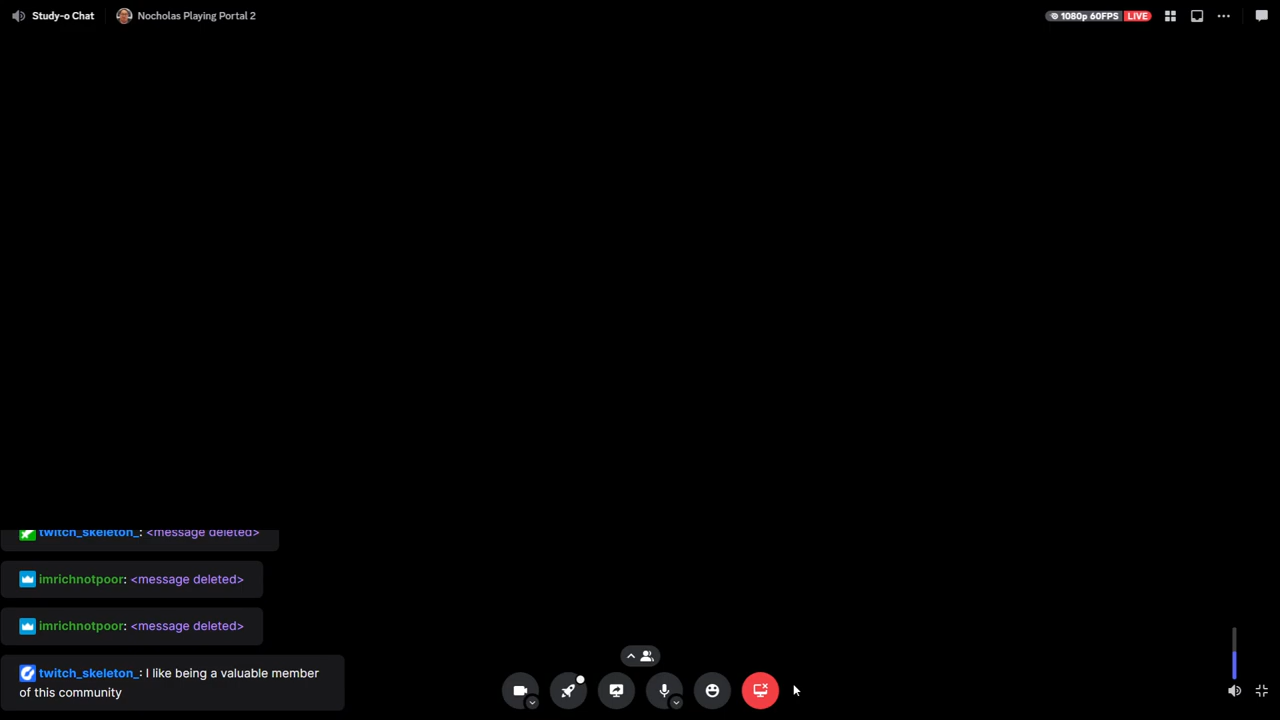 Study-o Chat
Nocholas Playing Portal 2
1080p 60FPS LIVE
twitch_skeleton_: <message deleted>
imrichnotpoor: <message deleted>
imrichnotpoor: <message deleted>
twitch_skeleton_: I like being a valuable member
of this community